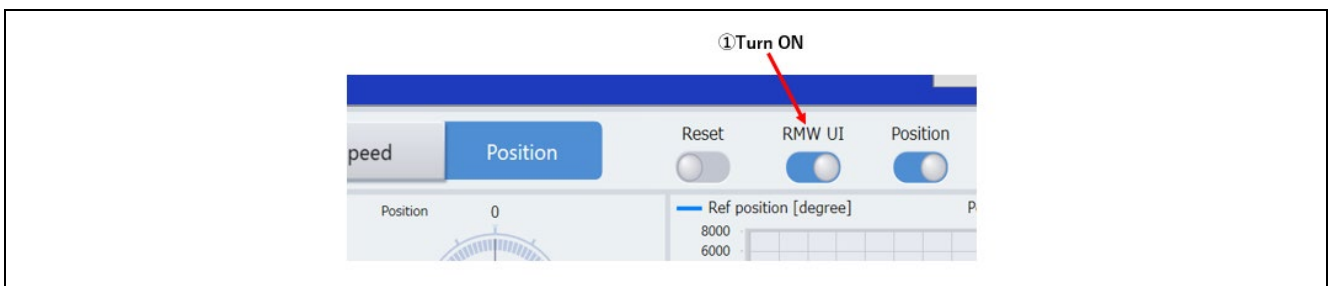 ①Turn ON
Reset RMW UI Position
peed Position
Position 0
Ref position [degree] P
8000
6000